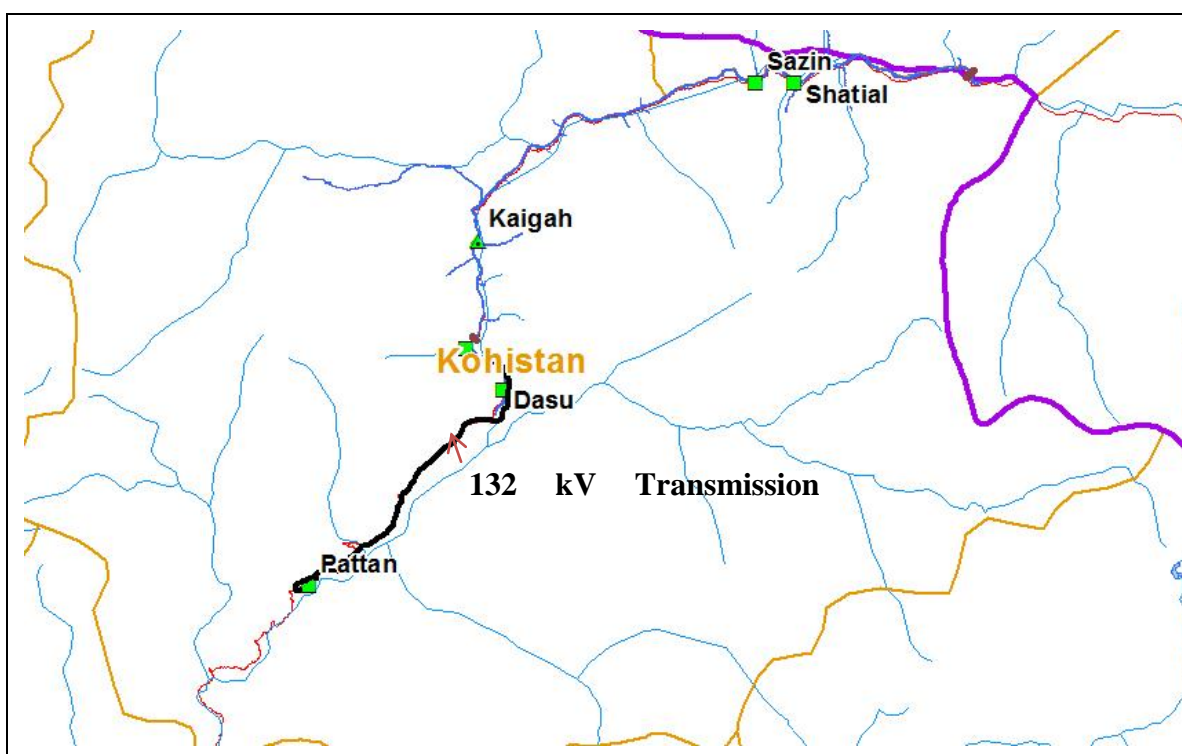 Sazin
Shatial
Kaigah
Kohistan
Dasu
132 kV Transmission
Pattan